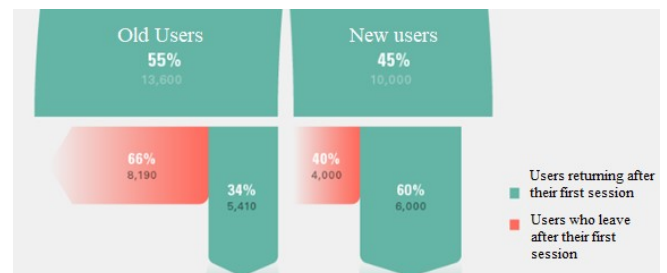 Old Users
55%
13,600
New users
45%
10,000
66%
8,190
34%
5,410
40%
4,000
60%
6,000
Users returning after
their first session
Users who leave
after their first
session